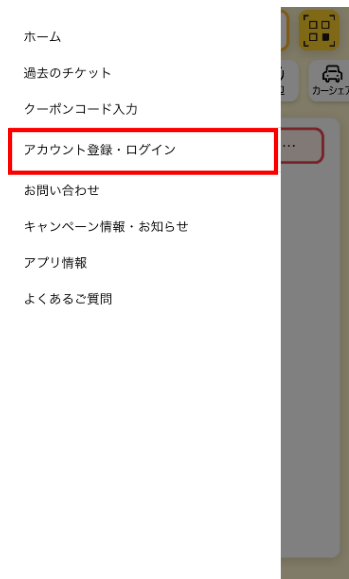 ホーム
過去のチケット
クーポンコード入力
アカウント登録・ログイン
お問い合わせ
キャンペーン情報・お知らせ
アプリ情報
よくあるご質問
カーシェア
…